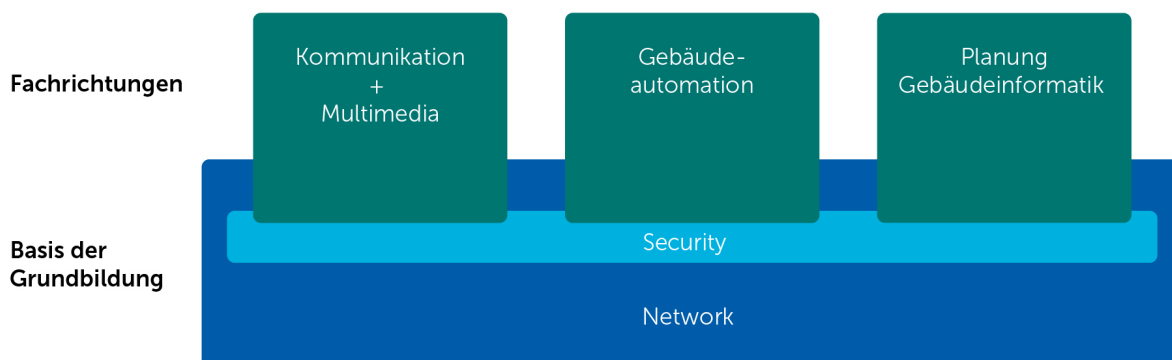 Fachrichtungen
Kommunikation
+
Multimedia
Gebäude-
automation
Planung
Gebäudeinformatik
Basis der
Grundbildung
Security
Network